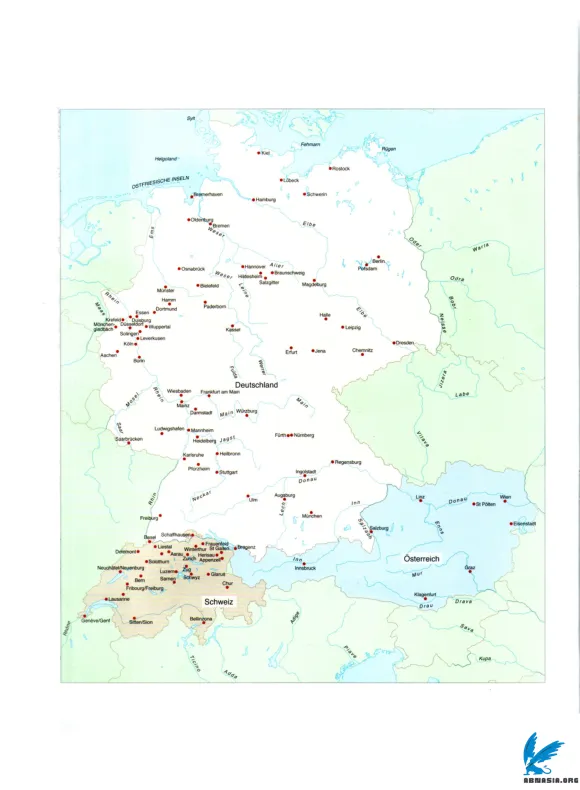 Sylt
Fehmarn
Rügen
Helgoland
Kiel
Rostock
OSTFRIESISCHE INSELN
Lübeck
Schwerin
Bremerhaven
Hamburg
Oldenburg
Bremen
Weser
Elbe
Ems
Oder
Warta
Berlin
Potsdam
Osnabrück
Hannover
Aller
Weser
Hildesheim
Braunschweig
Salzgitter
Magdeburg
Odra
Bielefeld
Leine
Münster
Hamm
Paderborn
Dortmund
Rhein
Maas
Essen
Krefeld
Duisburg
Mönchen-
gladbach
Düsseldorf
Wuppertal
Solingen
Leverkusen
Köln
Kassel
Halle
Elbe
Leipzig
Bobr
Neisse
Dresden
Aachen
Bonn
Erfurt
Jena
Chemnitz
Fulda
Werra
Jizera
Deutschland
Wiesbaden
Frankfurt am Main
Labe
Mosel
Rhein
Mainz
Main
Darmstadt
Main
Würzburg
Saar
Ludwigshafen
Mannheim
Saarbrücken
Heidelberg
Jagst
Fürth
Nürnberg
Vltava
Karlsruhe
Heilbronn
Pforzheim
Stuttgart
Regensburg
Ingolstadt
Donau
Rhin
Neckar
Ulm
Augsburg
Lech
Inn
München
Linz
Donau
Wien
St Pölten
Freiburg
Salzach
Salzburg
Enns
Eisenstadt
Schaffhausen
Basel
Frauenfeld
Liestal
Winterthur
St Gallen
Bregenz
Delémont
Aarau
Herisau
Zürich
Appenzell
Solothurn
Inn
Innsbruck
Österreich
Graz
Neuchâtel/Neuenburg
Luzern
Zug
Glarus
Bern
Sarnen
Schwyz
Chur
Mur
Fribourg/Freiburg
Klagenfurt
Lausanne
Schweiz
Drau
Drava
Genève/Genf
Sitten/Sion
Bellinzona
Adige
Sava
Rhône
Piave
Kupa
Ticino
Adda
ABNASIA.ORG